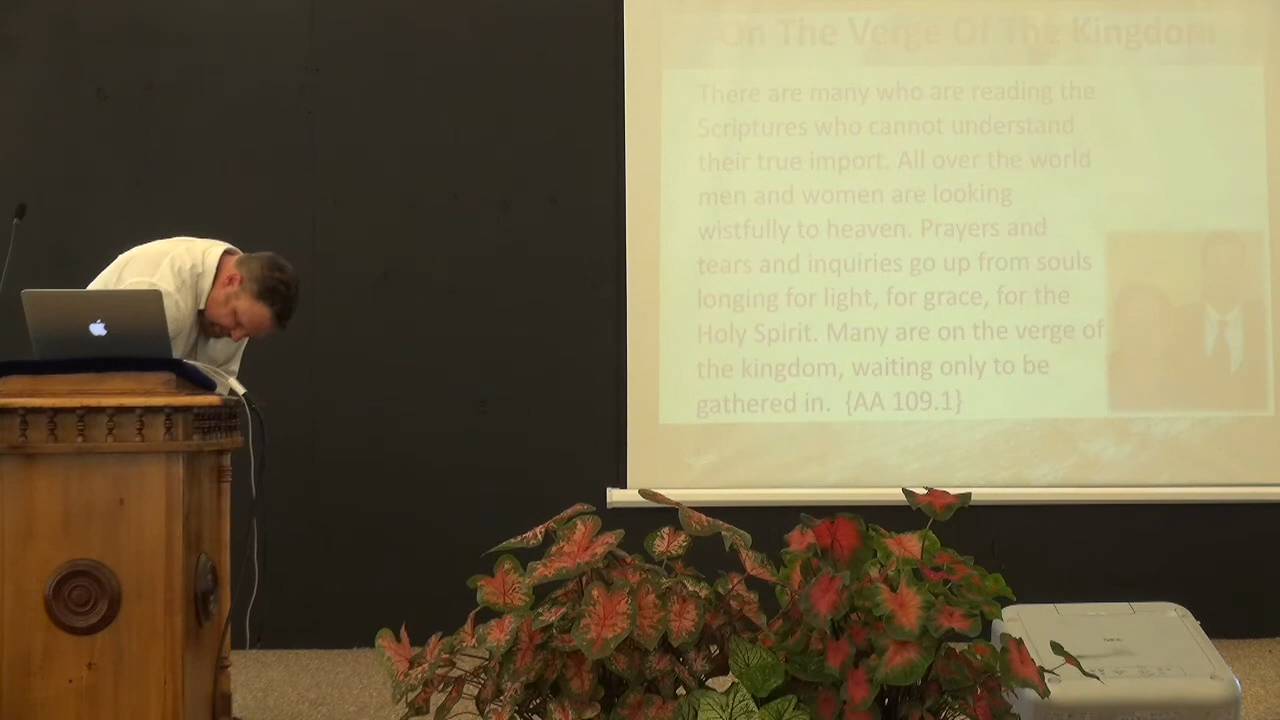 On The Verge Of The Kingdom
There are many who are reading the
Scriptures who cannot understand
their true import. All over the world
men and women are looking
wistfully to heaven. Prayers and
tears and inquiries go up from souls
longing for light, for grace, for the
Holy Spirit. Many are on the verge of
the kingdom, waiting only to be
gathered in. {AA 109.1}